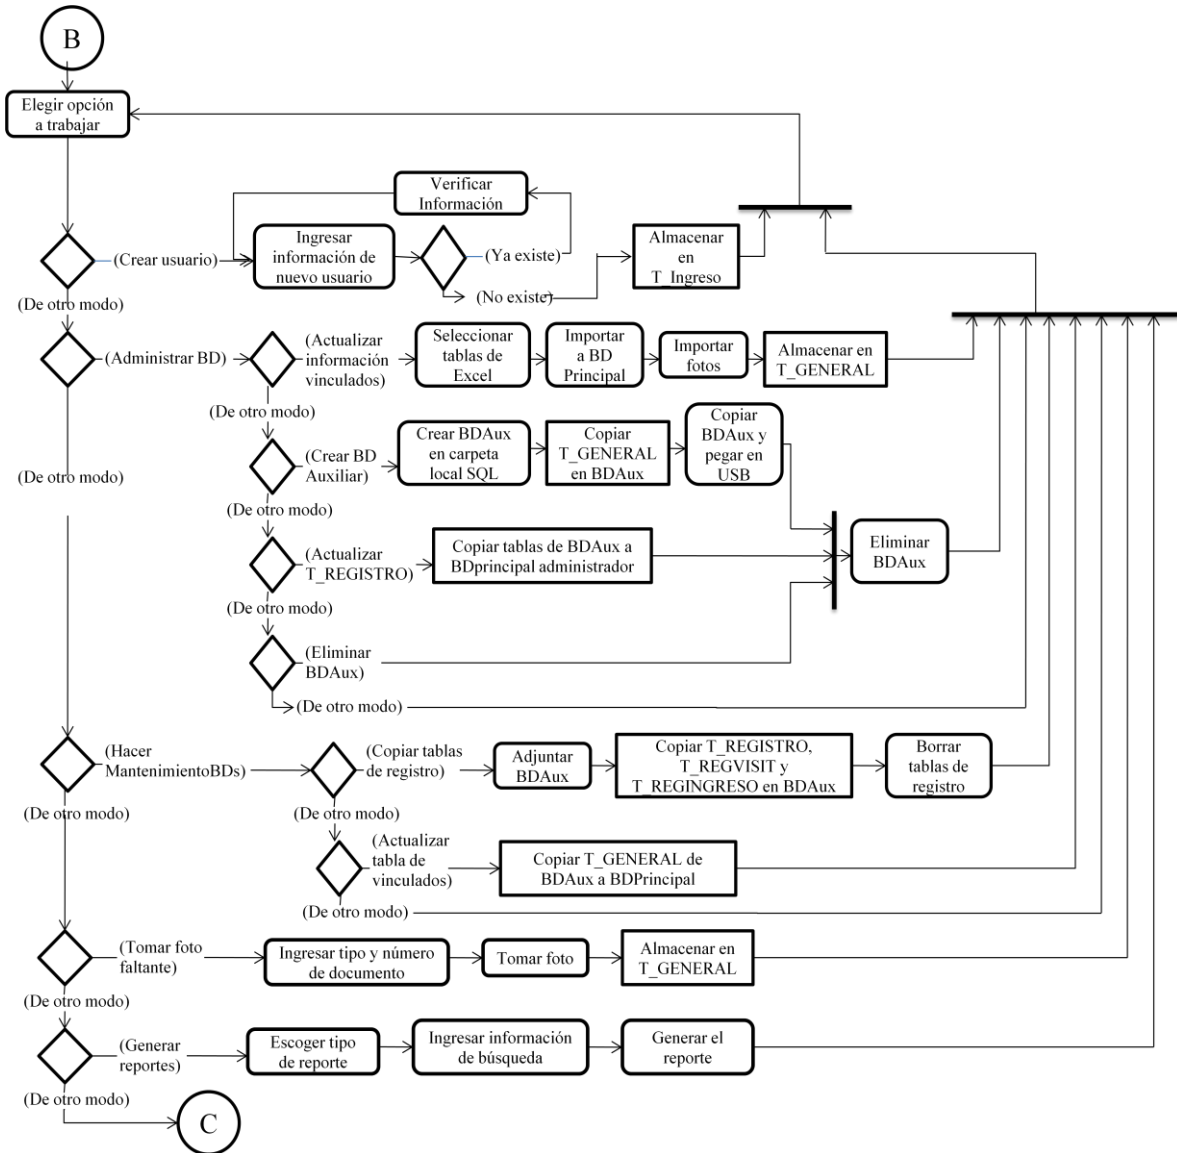 B
Elegir opción
a trabajar
Verificar
Información
(Crear usuario)
Ingresar
información de
nuevo usuario
(Ya existe)
(No existe)
Almacenar
en
T_Ingreso
(De otro modo)
(Administrar BD)
(Actualizar
información
vinculados)
Seleccionar
tablas de
Excel
Importar
a BD
Principal
Importar
fotos
Almacenar en
T_GENERAL
(De otro modo)
(De otro modo)
(Crear BD
Auxiliar)
Crear BDAux
en carpeta
local SQL
Copiar
T_GENERAL
en BDAux
Copiar
BDAux y
pegar en
USB
(De otro modo)
(Actualizar
T_REGISTRO)
Copiar tablas de BDAux a
BDprincipal administrador
Eliminar
BDAux
(De otro modo)
(Eliminar
BDAux)
(De otro modo)
(Hacer
MantenimientoBDs)
(Copiar tablas
de registro)
Adjuntar
BDAux
Copiar T_REGISTRO,
T_REGVISIT y
T_REGINGRESO en BDAux
Borrar
tablas de
registro
(De otro modo)
(De otro modo)
(Actualizar
tabla de
vinculados)
Copiar T_GENERAL de
BDAux a BDPrincipal
(De otro modo)
(Tomar foto
faltante)
Ingresar tipo y número
de documento
Tomar foto
Almacenar en
T_GENERAL
(De otro modo)
(Generar
reportes)
Escoger tipo
de reporte
Ingresar información
de búsqueda
Generar el
reporte
(De otro modo)
C